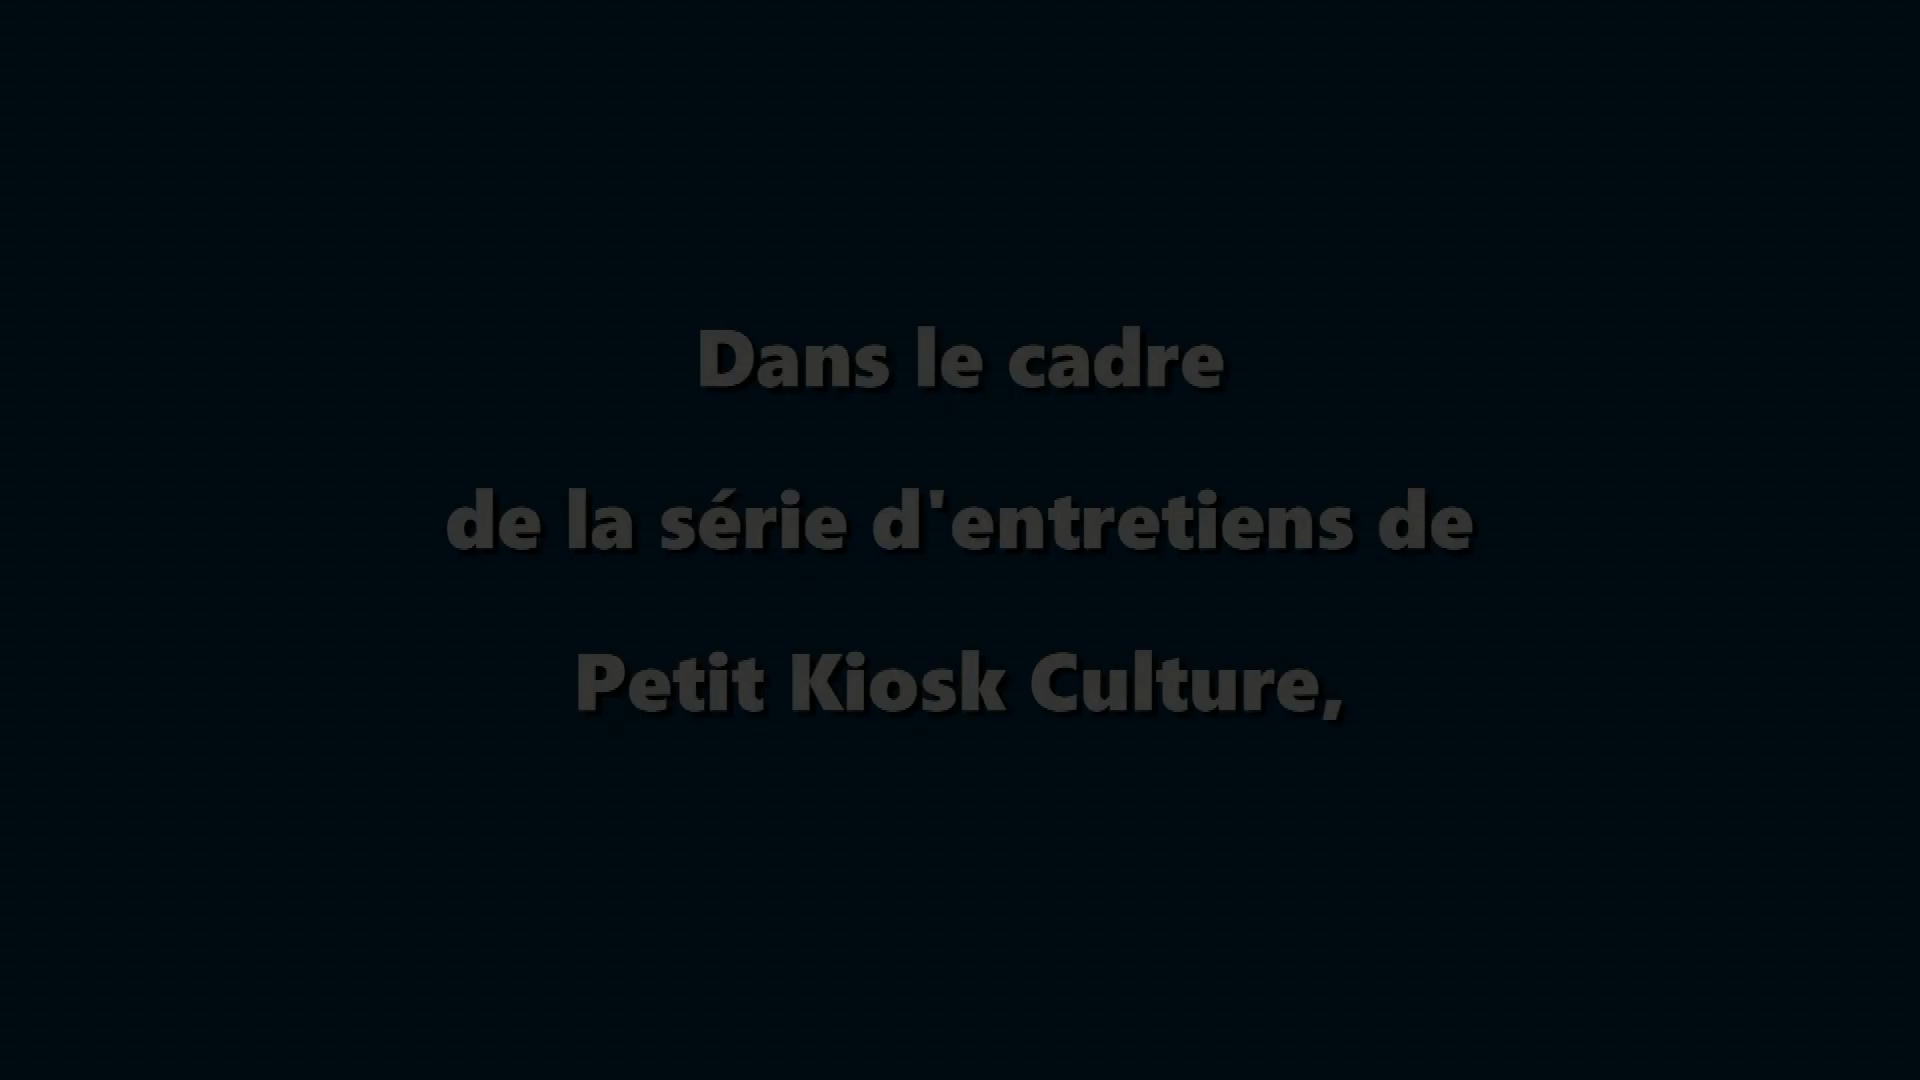 Dans le cadre
de la série d'entretiens de
Petit Kiosk Culture,